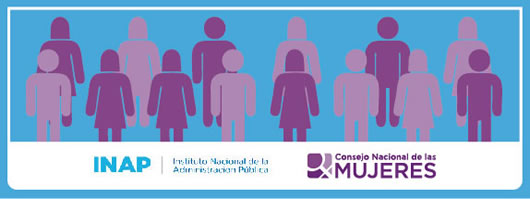 INAP
Instituto Nacional de la
Administración Pública
Consejo Nacional de las
MUJERES